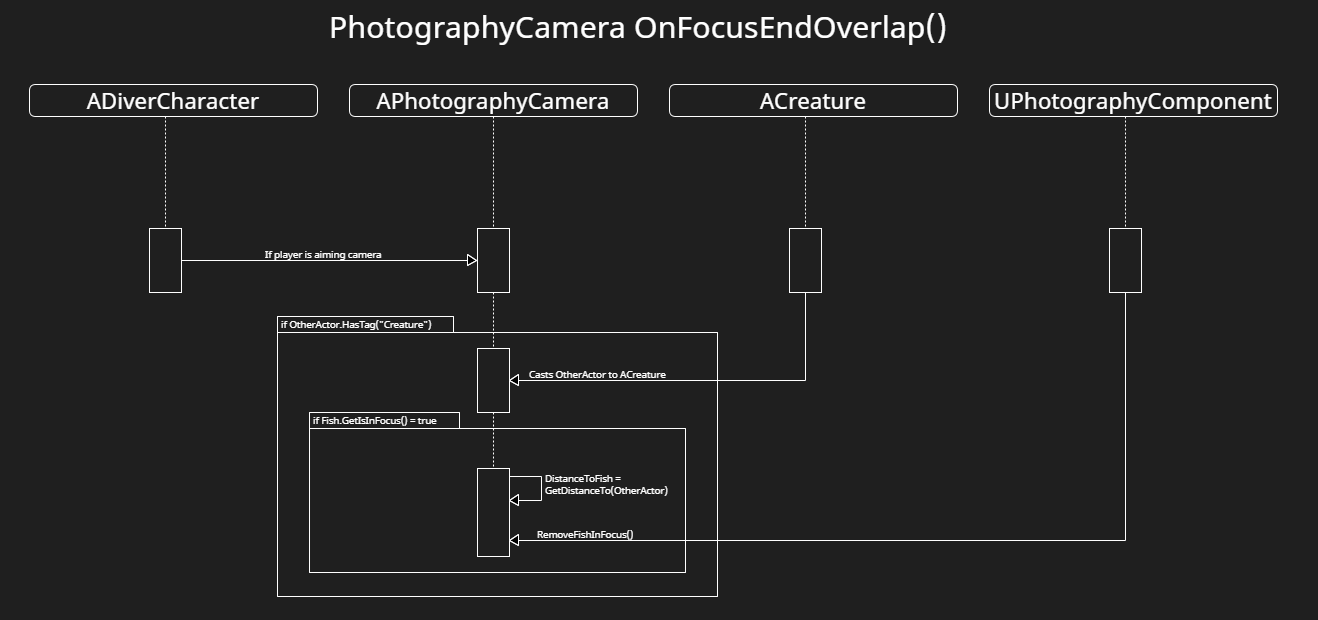 PhotographyCamera OnFocusEndOverlap()
ADiverCharacter
APhotographyCamera
ACreature
UPhotographyComponent
If player is aiming camera
if OtherActor.HasTag("Creature")
Casts OtherActor to ACreature
if Fish.GetIsInFocus() = true
DistanceToFish =
GetDistanceTo(OtherActor)
RemoveFishInFocus()